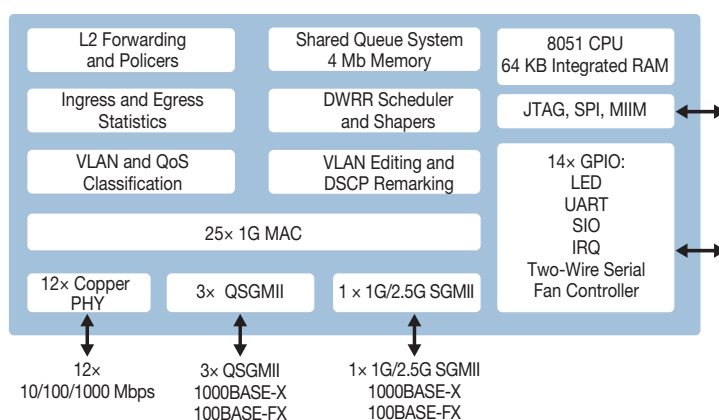 L2 Forwarding
and Policers
Shared Queue System
4 Mb Memory
8051 CPU
64 KB Integrated RAM
Ingress and Egress
Statistics
DWRR Scheduler
and Shapers
JTAG, SPI, MIIM
VLAN and QoS
Classification
VLAN Editing and
DSCP Remarking
14× GPIO:
LED
UART
SIO
IRQ
Two-Wire Serial
Fan Controller
25× 1G MAC
12× Copper
PHY
3× QSGMII
1 × 1G/2.5G SGMII
12×
10/100/1000 Mbps
3× QSGMII
1000BASE-X
100BASE-FX
1× 1G/2.5G SGMII
1000BASE-X
100BASE-FX